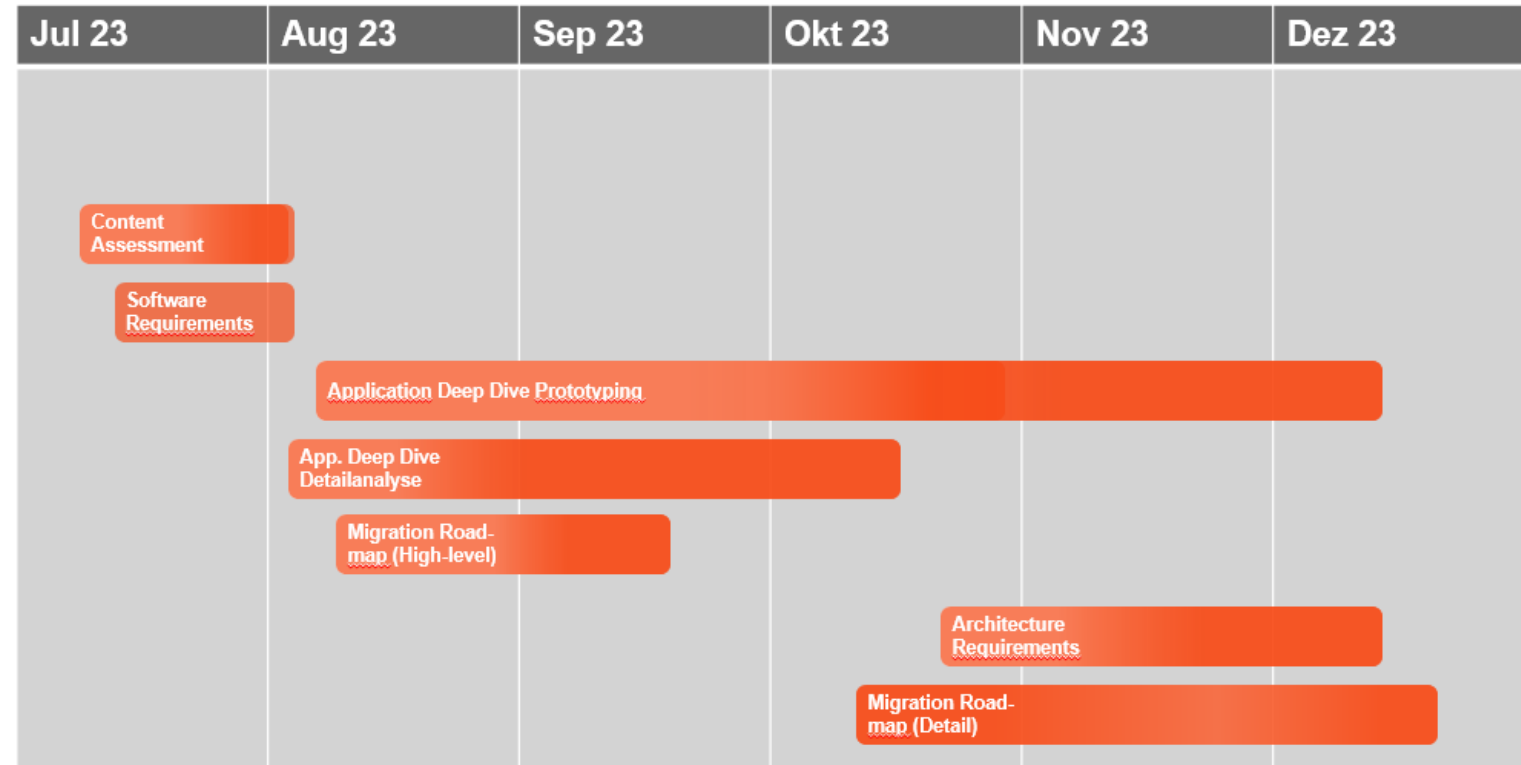 Jul 23
Aug 23
Sep 23
Okt 23
Nov 23
Dez 23
Content
Assessment
Software
Requirements
Application Deep Dive Prototyping
App. Deep Dive
Detailanalyse
Migration Road-
map (High-level)
Architecture
Requirements
Migration Road-
map (Detail)